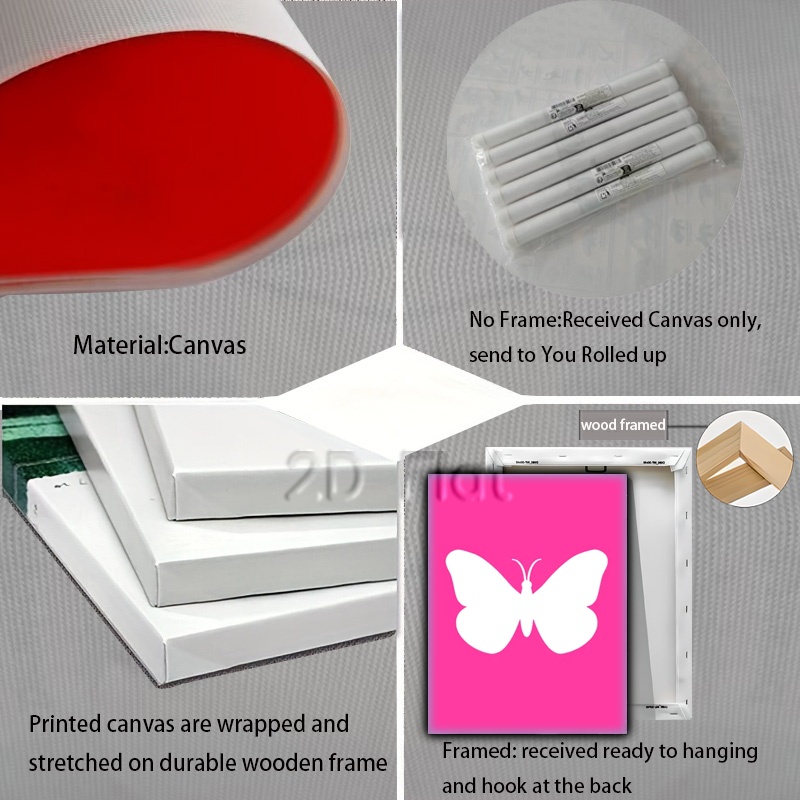 Material:Canvas
No Frame:Received Canvas only,
send to You Rolled up
2D Flat
wood framed
Printed canvas are wrapped and
stretched on durable wooden frame
Framed: received ready to hanging
and hook at the back